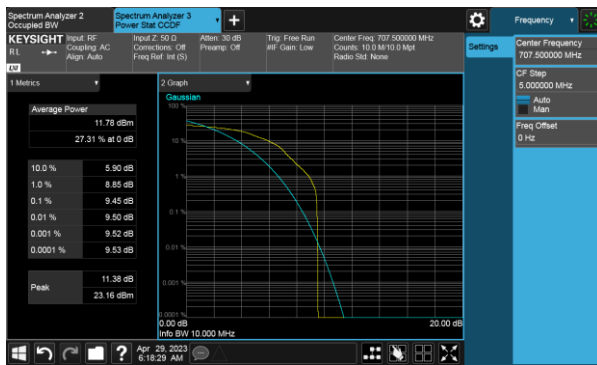 Spectrum Analyzer 2
Occupied BW
Spectrum Analyzer 3
Power Stat CCDF
Frequency
KEYSIGHT
RL
LXI
Input: RF
Coupling: AC
Align: Auto
Input Z: 50 Ω
Corrections: Off
Freq Ref: Int (S)
Atten: 30 dB
Preamp: Off
Trig: Free Run
#IF Gain: Low
Center Freq: 707.500000 MHz
Counts: 10.0 M/10.0 Mpt
Radio Std: None
Settings
Center Frequency
707.500000 MHz
CF Step
5.000000 MHz
Auto
Man
Freq Offset
0 Hz
1 Metrics
Average Power
11.78 dBm
27.31 % at 0 dB
10.0 % 5.90 dB
1.0 % 8.85 dB
0.1 % 9.45 dB
0.01 % 9.50 dB
0.001 % 9.52 dB
0.0001 % 9.53 dB
Peak
11.38 dB
23.16 dBm
2 Graph
Gaussian
100 %
10 %
1 %
0.1 %
0.01 %
0.001 %
0.0001 %
0.00 dB 20.00 dB
Info BW 10.000 MHz
?
Apr 29, 2023
6:18:29 AM